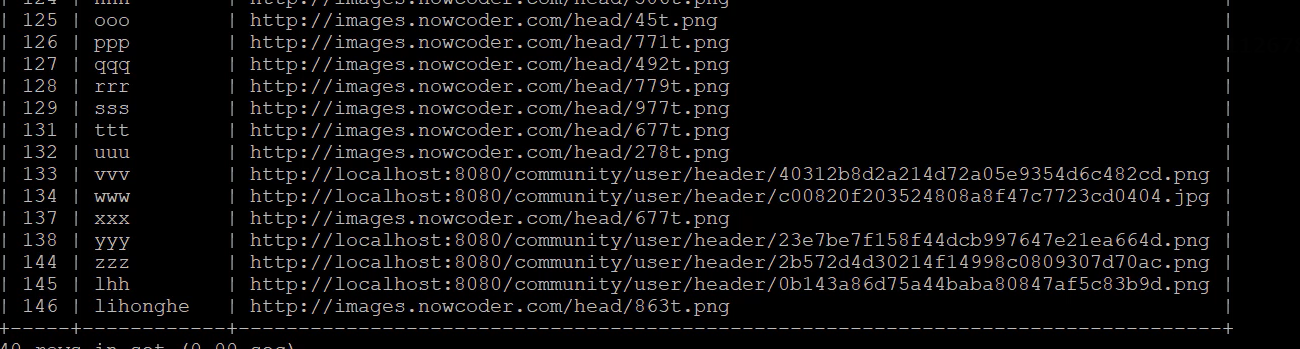 | 124 | nnn        | http://images.nowcoder.com/head/500t.png                                         |
| 125 | ooo        | http://images.nowcoder.com/head/45t.png                                          |
| 126 | ppp        | http://images.nowcoder.com/head/771t.png                                         |
| 127 | qqq        | http://images.nowcoder.com/head/492t.png                                         |
| 128 | rrr        | http://images.nowcoder.com/head/779t.png                                         |
| 129 | sss        | http://images.nowcoder.com/head/977t.png                                         |
| 131 | ttt        | http://images.nowcoder.com/head/677t.png                                         |
| 132 | uuu        | http://images.nowcoder.com/head/278t.png                                         |
| 133 | vvv        | http://localhost:8080/community/user/header/40312b8d2a214d72a05e9354d6c482cd.png |
| 134 | www        | http://localhost:8080/community/user/header/c00820f203524808a8f47c7723cd0404.jpg |
| 137 | xxx        | http://images.nowcoder.com/head/677t.png                                         |
| 138 | yyy        | http://localhost:8080/community/user/header/23e7be7f158f44dcb997647e21ea664d.png |
| 144 | zzz        | http://localhost:8080/community/user/header/2b572d4d30214f14998c0809307d70ac.png |
| 145 | lhh        | http://localhost:8080/community/user/header/0b143a86d75a44baba80847af5c83b9d.png |
| 146 | lihonghe   | http://images.nowcoder.com/head/863t.png                                         |
+-----+------------+----------------------------------------------------------------------------------+
rows in set (0.00 sec)